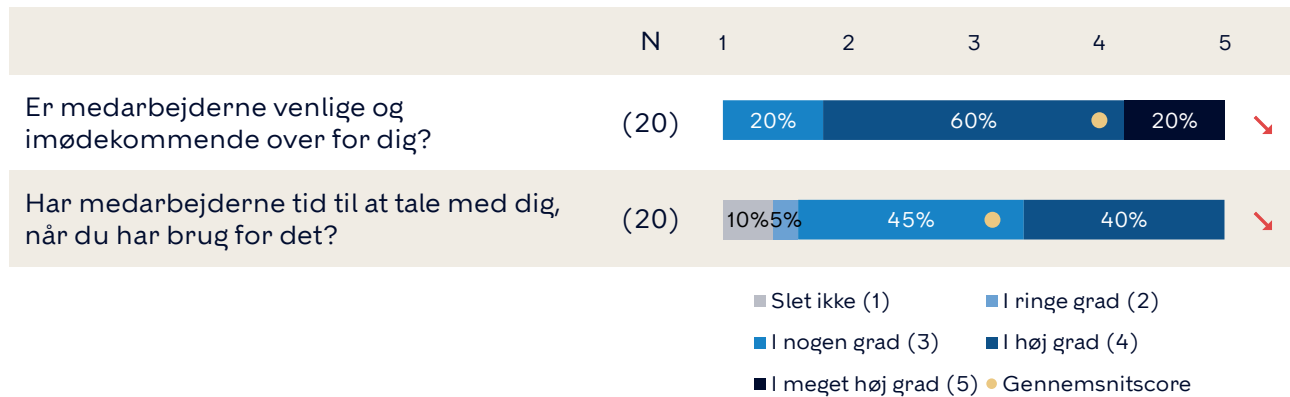 N 1 2 3 4 5
Er medarbejderne venlige og
imødekommende over for dig?
(20) 20% 60% 20%
Har medarbejderne tid til at tale med dig,
når du har brug for det?
(20) 10% 5% 45% 40%
Slet ikke (1) I ringe grad (2)
I nogen grad (3) I høj grad (4)
I meget høj grad (5) Gennemsnitscore